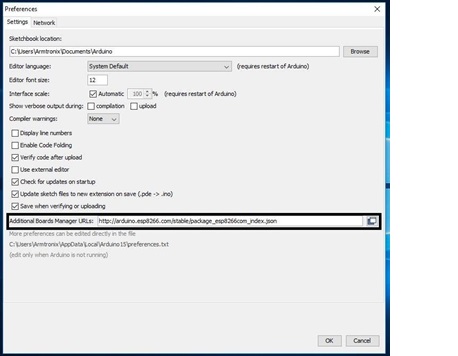 Preferences
Settings Network
Sketchbook location:
C:\Users\Armtronix\Documents\Arduino Browse
Editor language: System Default (requires restart of Arduino)
Editor font size: 12
Interface scale: Automatic 100 % (requires restart of Arduino)
Show verbose output during: compilation upload
Compiler warnings: None
Display line numbers
Enable Code Folding
Verify code after upload
Use external editor
Check for updates on startup
Update sketch files to new extension on save (.pde -> .ino)
Save when verifying or uploading
Additional Boards Manager URLs: http://arduino.esp8266.com/stable/package_esp8266com_index.json
More preferences can be edited directly in the file
C:\Users\Armtronix\AppData\Local\Arduino15\preferences.txt
(edit only when Arduino is not running)
OK Cancel